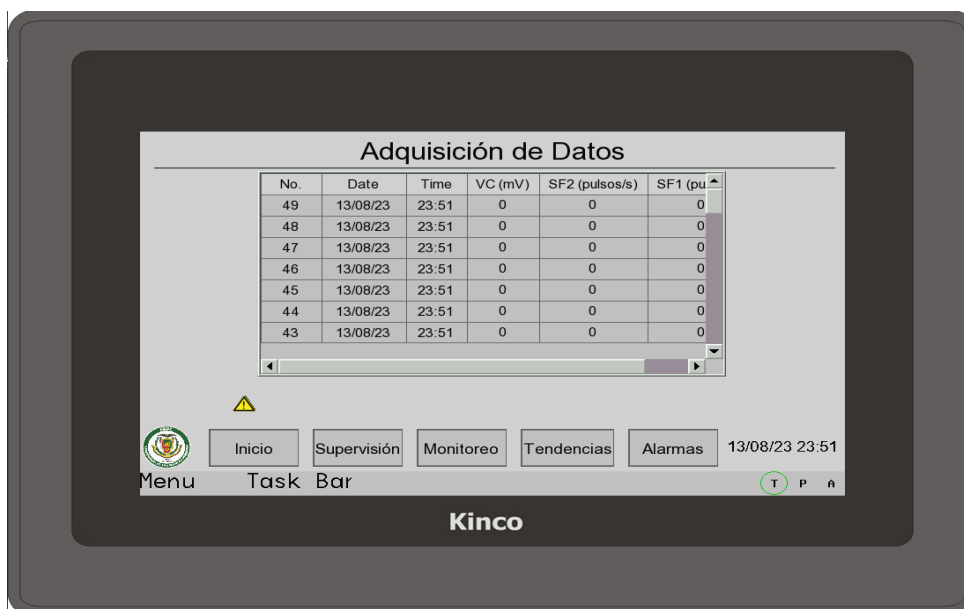 Adquisición de Datos
No. Date Time VC (mV) SF2 (pulsos/s) SF1 (pu
49 13/08/23 23:51 0 0 0
48 13/08/23 23:51 0 0 0
47 13/08/23 23:51 0 0 0
46 13/08/23 23:51 0 0 0
45 13/08/23 23:51 0 0 0
44 13/08/23 23:51 0 0 0
43 13/08/23 23:51 0 0 0
Inicio Supervisión Monitoreo Tendencias Alarmas 13/08/23 23:51
Menu Task Bar T P A
Kinco